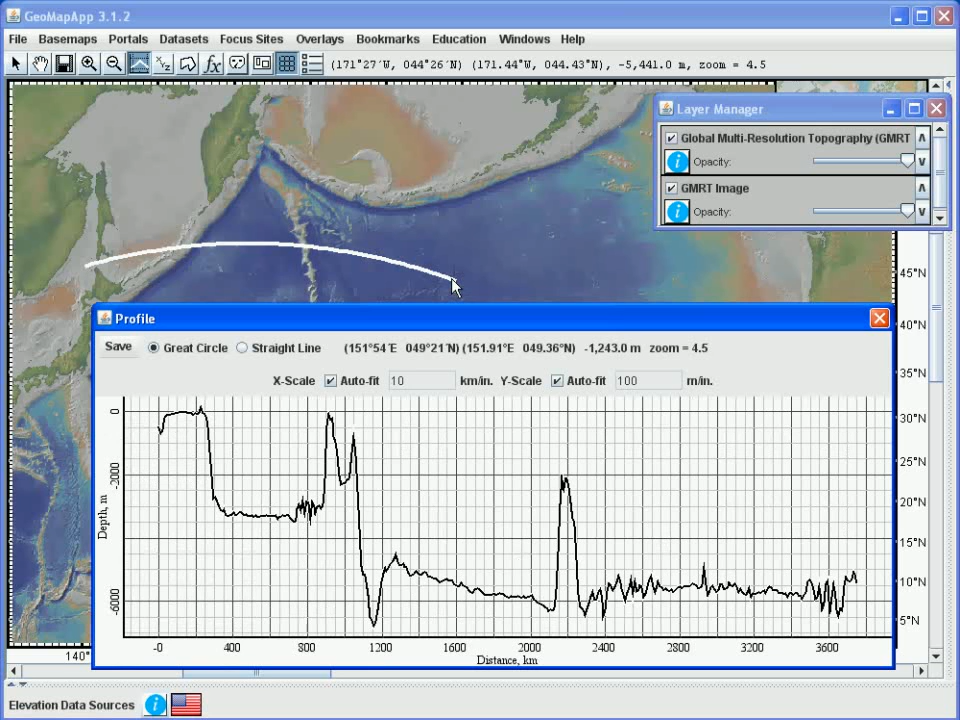 GeoMapApp 3.1.2
File Basemaps Portals Datasets Focus Sites Overlays Bookmarks Education Windows Help
(171°27´W, 044°26´N) (171.44°W, 044.43°N), -5,441.0 m, zoom = 4.5
Layer Manager
Global Multi-Resolution Topography (GMRT
Opacity:
GMRT Image
Opacity:
45°N
40°N
35°N
30°N
25°N
20°N
15°N
10°N
5°N
140°
Profile
Save Great Circle Straight Line (151°54´E 049°21´N) (151.91°E 049.36°N) -1,243.0 m zoom = 4.5
X-Scale Auto-fit 10 km/in. Y-Scale Auto-fit 100 m/in.
0
-2000
-6000
Depth, m
-0 400 800 1200 1600 2000 2400 2800 3200 3600
Distance, km
Elevation Data Sources